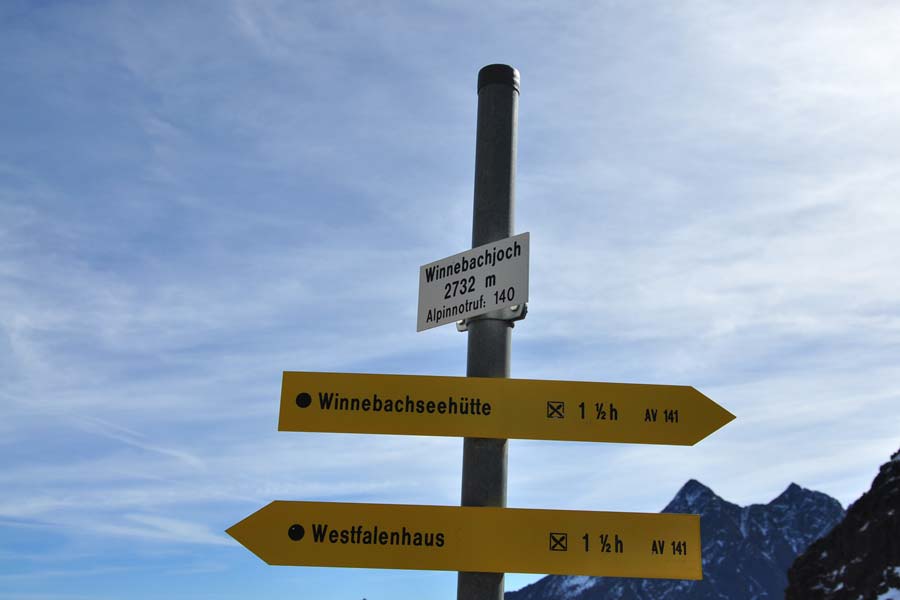 Winnebachjoch
2732 m
Alpinnotruf: 140
Winnebachseehütte 1 ½ h AV 141
Westfalenhaus 1 ½ h AV 141